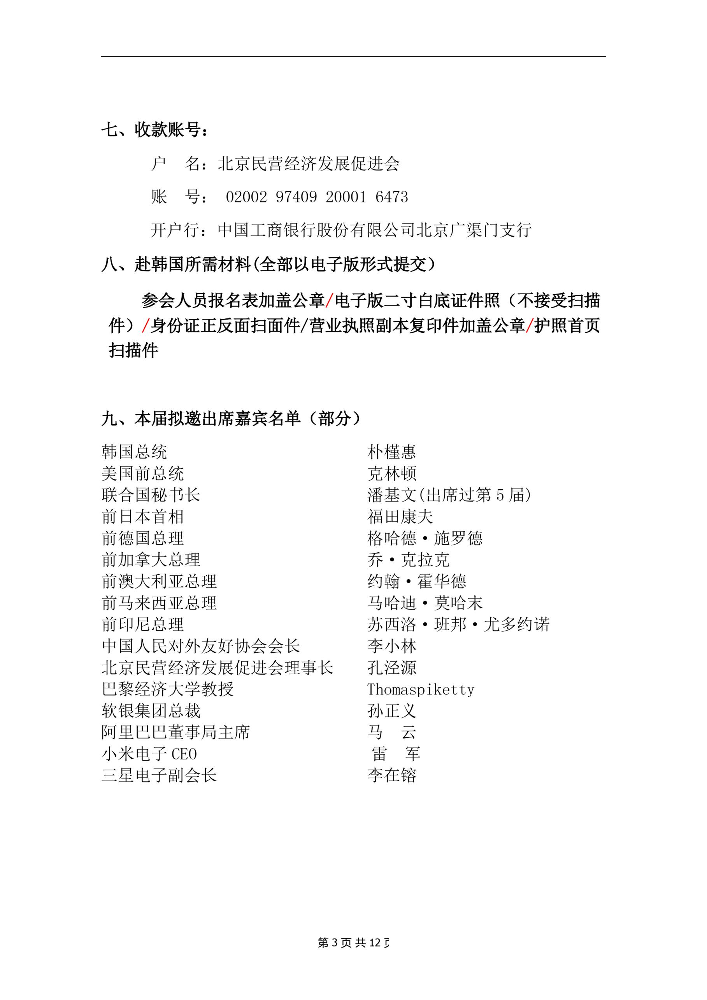 七、收款账号：
户　名：北京民营经济发展促进会
账　号： 02002 97409 20001 6473
开户行：中国工商银行股份有限公司北京广渠门支行
八、赴韩国所需材料(全部以电子版形式提交）
参会人员报名表加盖公章/电子版二寸白底证件照（不接受扫描
件）/身份证正反面扫面件/营业执照副本复印件加盖公章/护照首页
扫描件
九、本届拟邀出席嘉宾名单（部分）
韩国总统 朴槿惠
美国前总统 克林顿
联合国秘书长 潘基文(出席过第 5 届)
前日本首相 福田康夫
前德国总理 格哈德·施罗德
前加拿大总理 乔·克拉克
前澳大利亚总理 约翰·霍华德
前马来西亚总理 马哈迪·莫哈末
前印尼总理 苏西洛·班邦·尤多约诺
中国人民对外友好协会会长 李小林
北京民营经济发展促进会理事长 孔泾源
巴黎经济大学教授 Thomaspiketty
软银集团总裁 孙正义
阿里巴巴董事局主席 马　云
小米电子 CEO 雷　军
三星电子副会长 李在镕
第 3 页 共 12